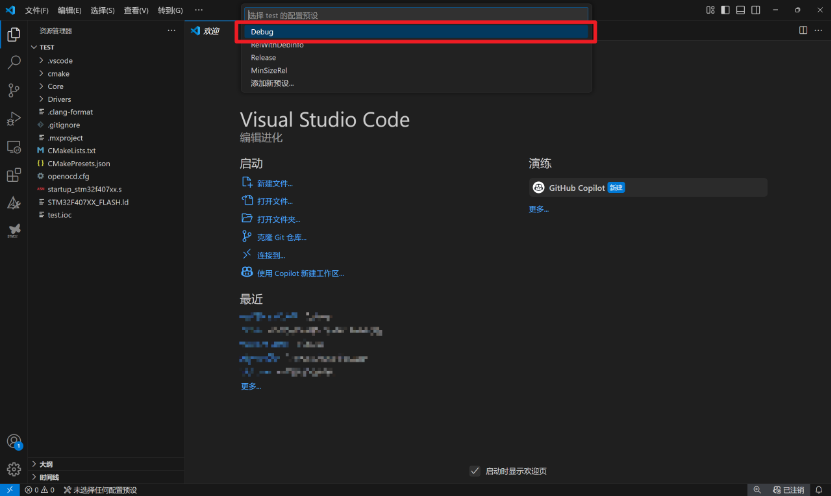 文件(F) 编辑(E) 选择(S) 查看(V) 转到(G) ···
选择 test 的配置预设
Debug
RelWithDebInfo
Release
MinSizeRel
添加新预设...
资源管理器 ···
欢迎
TEST
.vscode
cmake
Core
Drivers
.clang-format
.gitignore
.mxproject
CMakeLists.txt
CMakePresets.json
openocd.cfg
startup_stm32f407xx.s
STM32F407XX_FLASH.ld
test.ioc
Visual Studio Code
编辑进化
启动
新建文件...
打开文件...
打开文件夹...
克隆 Git 仓库...
连接到...
使用 Copilot 新建工作区...
最近
更多...
演练
GitHub Copilot 新建
更多...
启动时显示欢迎页
大纲
时间线
0 0 未选择任何配置预设
已注销